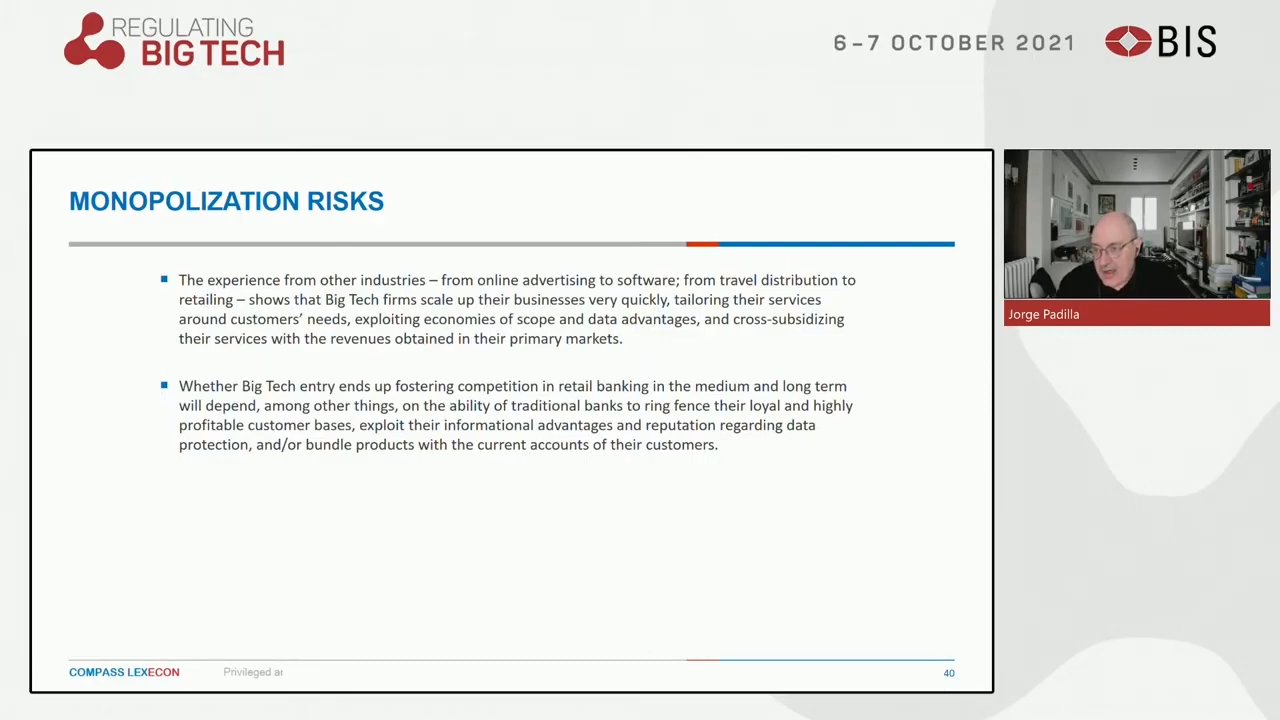 REGULATING
BIG TECH
6–7 OCTOBER 2021
BIS
MONOPOLIZATION RISKS
The experience from other industries – from online advertising to software; from travel distribution to
retailing – shows that Big Tech firms scale up their businesses very quickly, tailoring their services
around customers’ needs, exploiting economies of scope and data advantages, and cross-subsidizing
their services with the revenues obtained in their primary markets.
Whether Big Tech entry ends up fostering competition in retail banking in the medium and long term
will depend, among other things, on the ability of traditional banks to ring fence their loyal and highly
profitable customer bases, exploit their informational advantages and reputation regarding data
protection, and/or bundle products with the current accounts of their customers.
Jorge Padilla
COMPASS LEXECON
Privileged ar
40